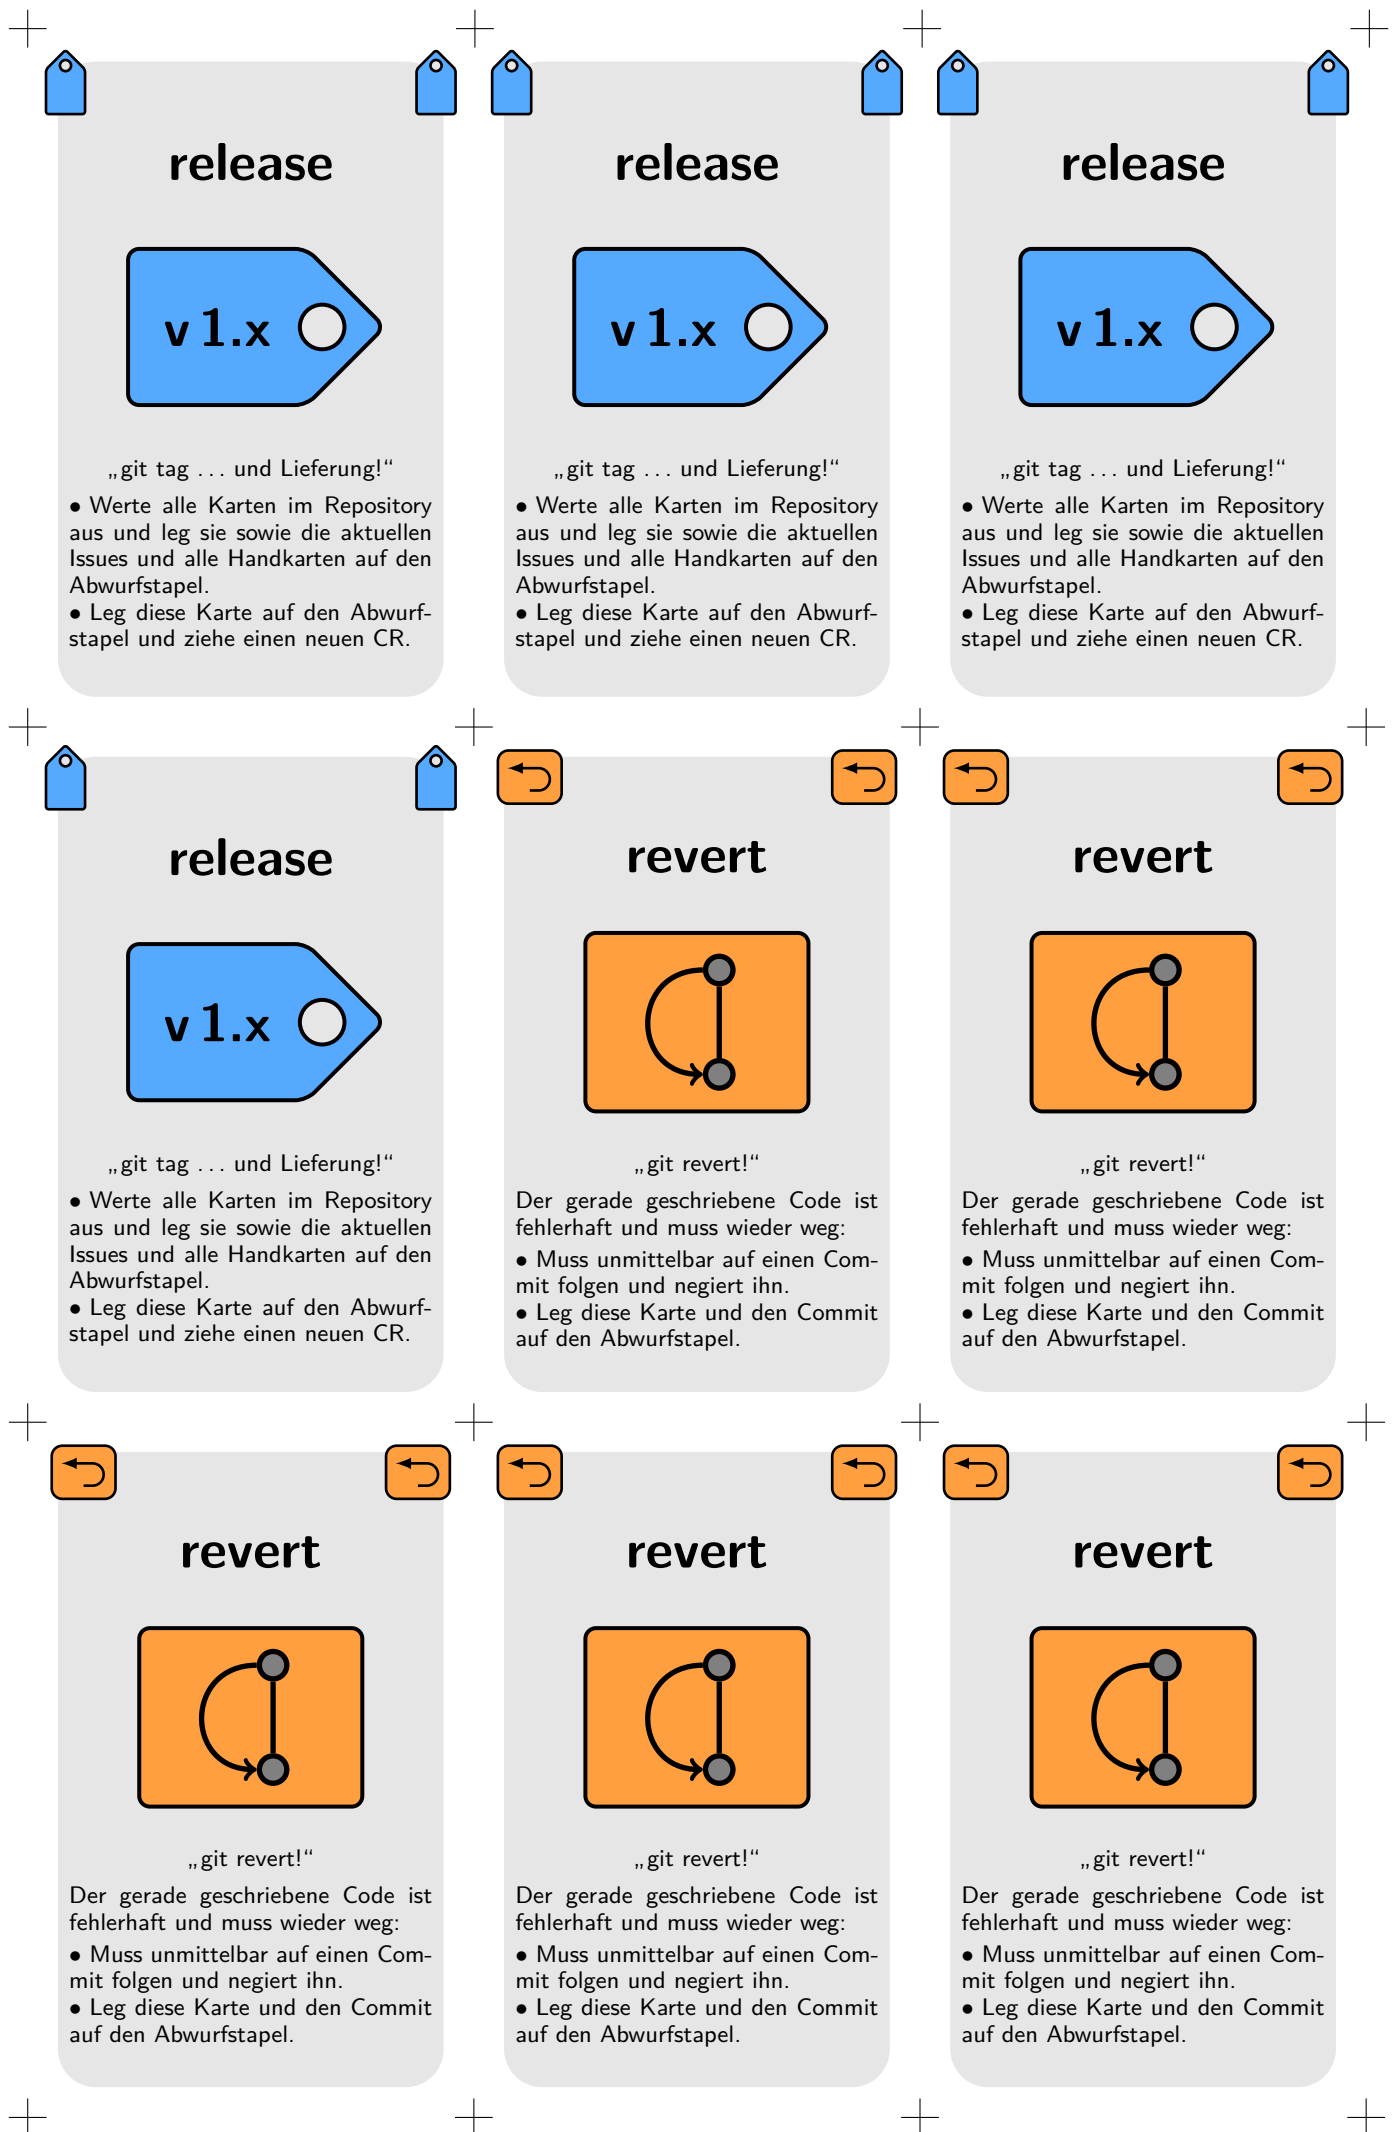 release
v 1.x
„git tag . . . und Lieferung!“
• Werte alle Karten im Repository
aus und leg sie sowie die aktuellen
Issues und alle Handkarten auf den
Abwurfstapel.
• Leg diese Karte auf den Abwurf-
stapel und ziehe einen neuen CR.
release
v 1.x
„git tag . . . und Lieferung!“
• Werte alle Karten im Repository
aus und leg sie sowie die aktuellen
Issues und alle Handkarten auf den
Abwurfstapel.
• Leg diese Karte auf den Abwurf-
stapel und ziehe einen neuen CR.
release
v 1.x
„git tag . . . und Lieferung!“
• Werte alle Karten im Repository
aus und leg sie sowie die aktuellen
Issues und alle Handkarten auf den
Abwurfstapel.
• Leg diese Karte auf den Abwurf-
stapel und ziehe einen neuen CR.
release
v 1.x
„git tag . . . und Lieferung!“
• Werte alle Karten im Repository
aus und leg sie sowie die aktuellen
Issues und alle Handkarten auf den
Abwurfstapel.
• Leg diese Karte auf den Abwurf-
stapel und ziehe einen neuen CR.
revert
„git revert!“
Der gerade geschriebene Code ist
fehlerhaft und muss wieder weg:
• Muss unmittelbar auf einen Com-
mit folgen und negiert ihn.
• Leg diese Karte und den Commit
auf den Abwurfstapel.
revert
„git revert!“
Der gerade geschriebene Code ist
fehlerhaft und muss wieder weg:
• Muss unmittelbar auf einen Com-
mit folgen und negiert ihn.
• Leg diese Karte und den Commit
auf den Abwurfstapel.
revert
„git revert!“
Der gerade geschriebene Code ist
fehlerhaft und muss wieder weg:
• Muss unmittelbar auf einen Com-
mit folgen und negiert ihn.
• Leg diese Karte und den Commit
auf den Abwurfstapel.
revert
„git revert!“
Der gerade geschriebene Code ist
fehlerhaft und muss wieder weg:
• Muss unmittelbar auf einen Com-
mit folgen und negiert ihn.
• Leg diese Karte und den Commit
auf den Abwurfstapel.
revert
„git revert!“
Der gerade geschriebene Code ist
fehlerhaft und muss wieder weg:
• Muss unmittelbar auf einen Com-
mit folgen und negiert ihn.
• Leg diese Karte und den Commit
auf den Abwurfstapel.